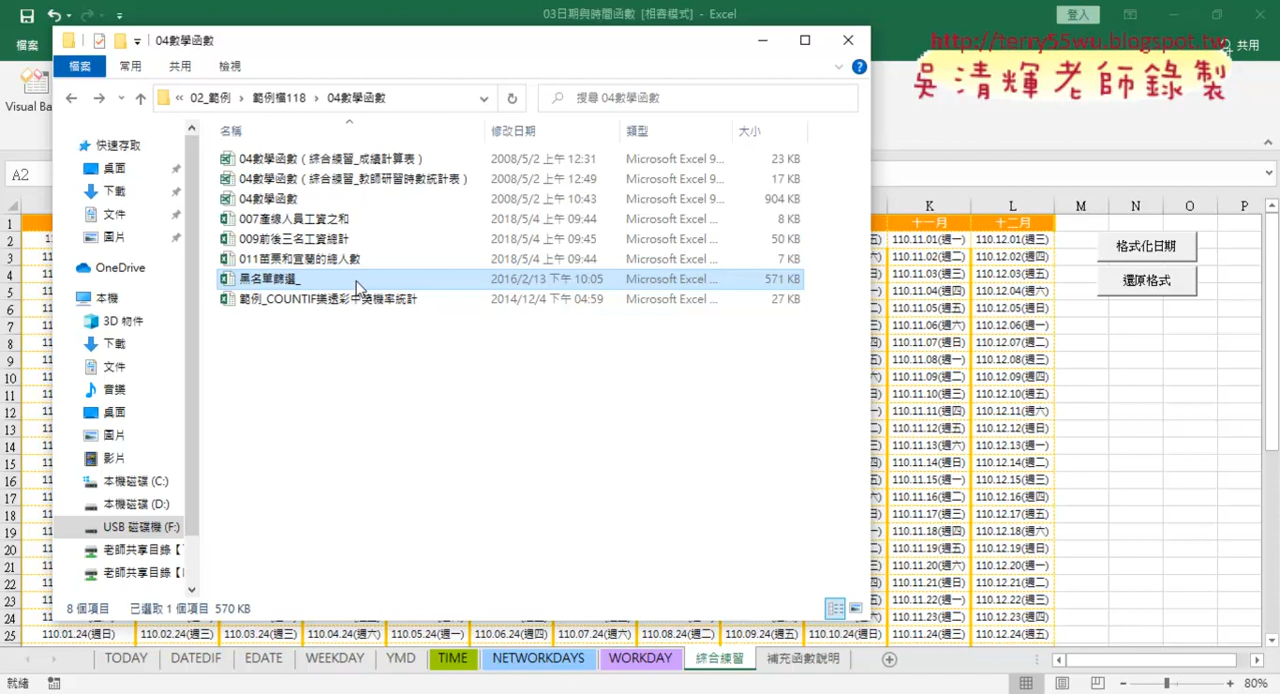 03日期與時間函數 [相容模式] - Excel
登入
檔案
共用
http://terry55wu.blogspot.tw
吳清輝老師錄製
Visual Ba
A2
04數學函數
檔案 常用 共用 檢視
« 02_範例 › 範例檔118 › 04數學函數
搜尋 04數學函數
快速存取
桌面
下載
文件
圖片
OneDrive
本機
3D 物件
下載
文件
音樂
桌面
圖片
影片
本機磁碟 (C:)
本機磁碟 (D:)
USB 磁碟機 (F:)
老師共享目錄【
老師共享目錄【
名稱 修改日期 類型 大小
04數學函數（綜合練習_成績計算表） 2008/5/2 上午 12:31 Microsoft Excel 9... 23 KB
04數學函數（綜合練習_教師研習時數統計表） 2008/5/2 上午 12:49 Microsoft Excel 9... 17 KB
04數學函數 2008/5/2 上午 10:43 Microsoft Excel 9... 904 KB
007產線人員工資之和 2018/5/4 上午 09:44 Microsoft Excel ... 8 KB
009前後三名工資總計 2018/5/4 上午 09:45 Microsoft Excel ... 50 KB
011苗栗和宜蘭的總人數 2018/5/4 上午 09:44 Microsoft Excel ... 8 KB
黑名單篩選_ 2016/2/13 下午 10:05 Microsoft Excel ... 571 KB
範例_COUNTIF樂透彩中獎機率統計 2014/12/4 下午 04:59 Microsoft Excel ... 27 KB
8 個項目 已選取 1 個項目 570 KB
K L M N O P
1 十一月 十二月
2 110.11.01(週一) 110.12.01(週三)
3 110.11.02(週二) 110.12.02(週四)
4 110.11.03(週三) 110.12.03(週五)
5 110.11.04(週四) 110.12.04(週六)
6 110.11.05(週五) 110.12.05(週日)
7 110.11.06(週六) 110.12.06(週一)
8 110.11.07(週日) 110.12.07(週二)
9 110.11.08(週一) 110.12.08(週三)
10 110.11.09(週二) 110.12.09(週四)
11 110.11.10(週三) 110.12.10(週五)
12 110.11.11(週四) 110.12.11(週六)
13 110.11.12(週五) 110.12.12(週日)
14 110.11.13(週六) 110.12.13(週一)
15 110.11.14(週日) 110.12.14(週二)
16 110.11.15(週一) 110.12.15(週三)
17 110.11.16(週二) 110.12.16(週四)
18 110.11.17(週三) 110.12.17(週五)
19 110.11.18(週四) 110.12.18(週六)
20 110.11.19(週五) 110.12.19(週日)
21 110.11.20(週六) 110.12.20(週一)
22 110.11.21(週日) 110.12.21(週二)
23 110.11.22(週一) 110.12.22(週三)
24 110.11.23(週二) 110.12.23(週四)
25 110.01.24(週日) 110.02.24(週三) 110.03.24(週三) 110.04.24(週六) 110.05.24(週一) 110.06.24(週四) 110.07.24(週六) 110.08.24(週二) 110.09.24(週五) 110.10.24(週日) 110.11.24(週三) 110.12.24(週五)
格式化日期
還原格式
TODAY DATEDIF EDATE WEEKDAY YMD TIME NETWORKDAYS WORKDAY 綜合練習 補充函數說明
就緒
80%